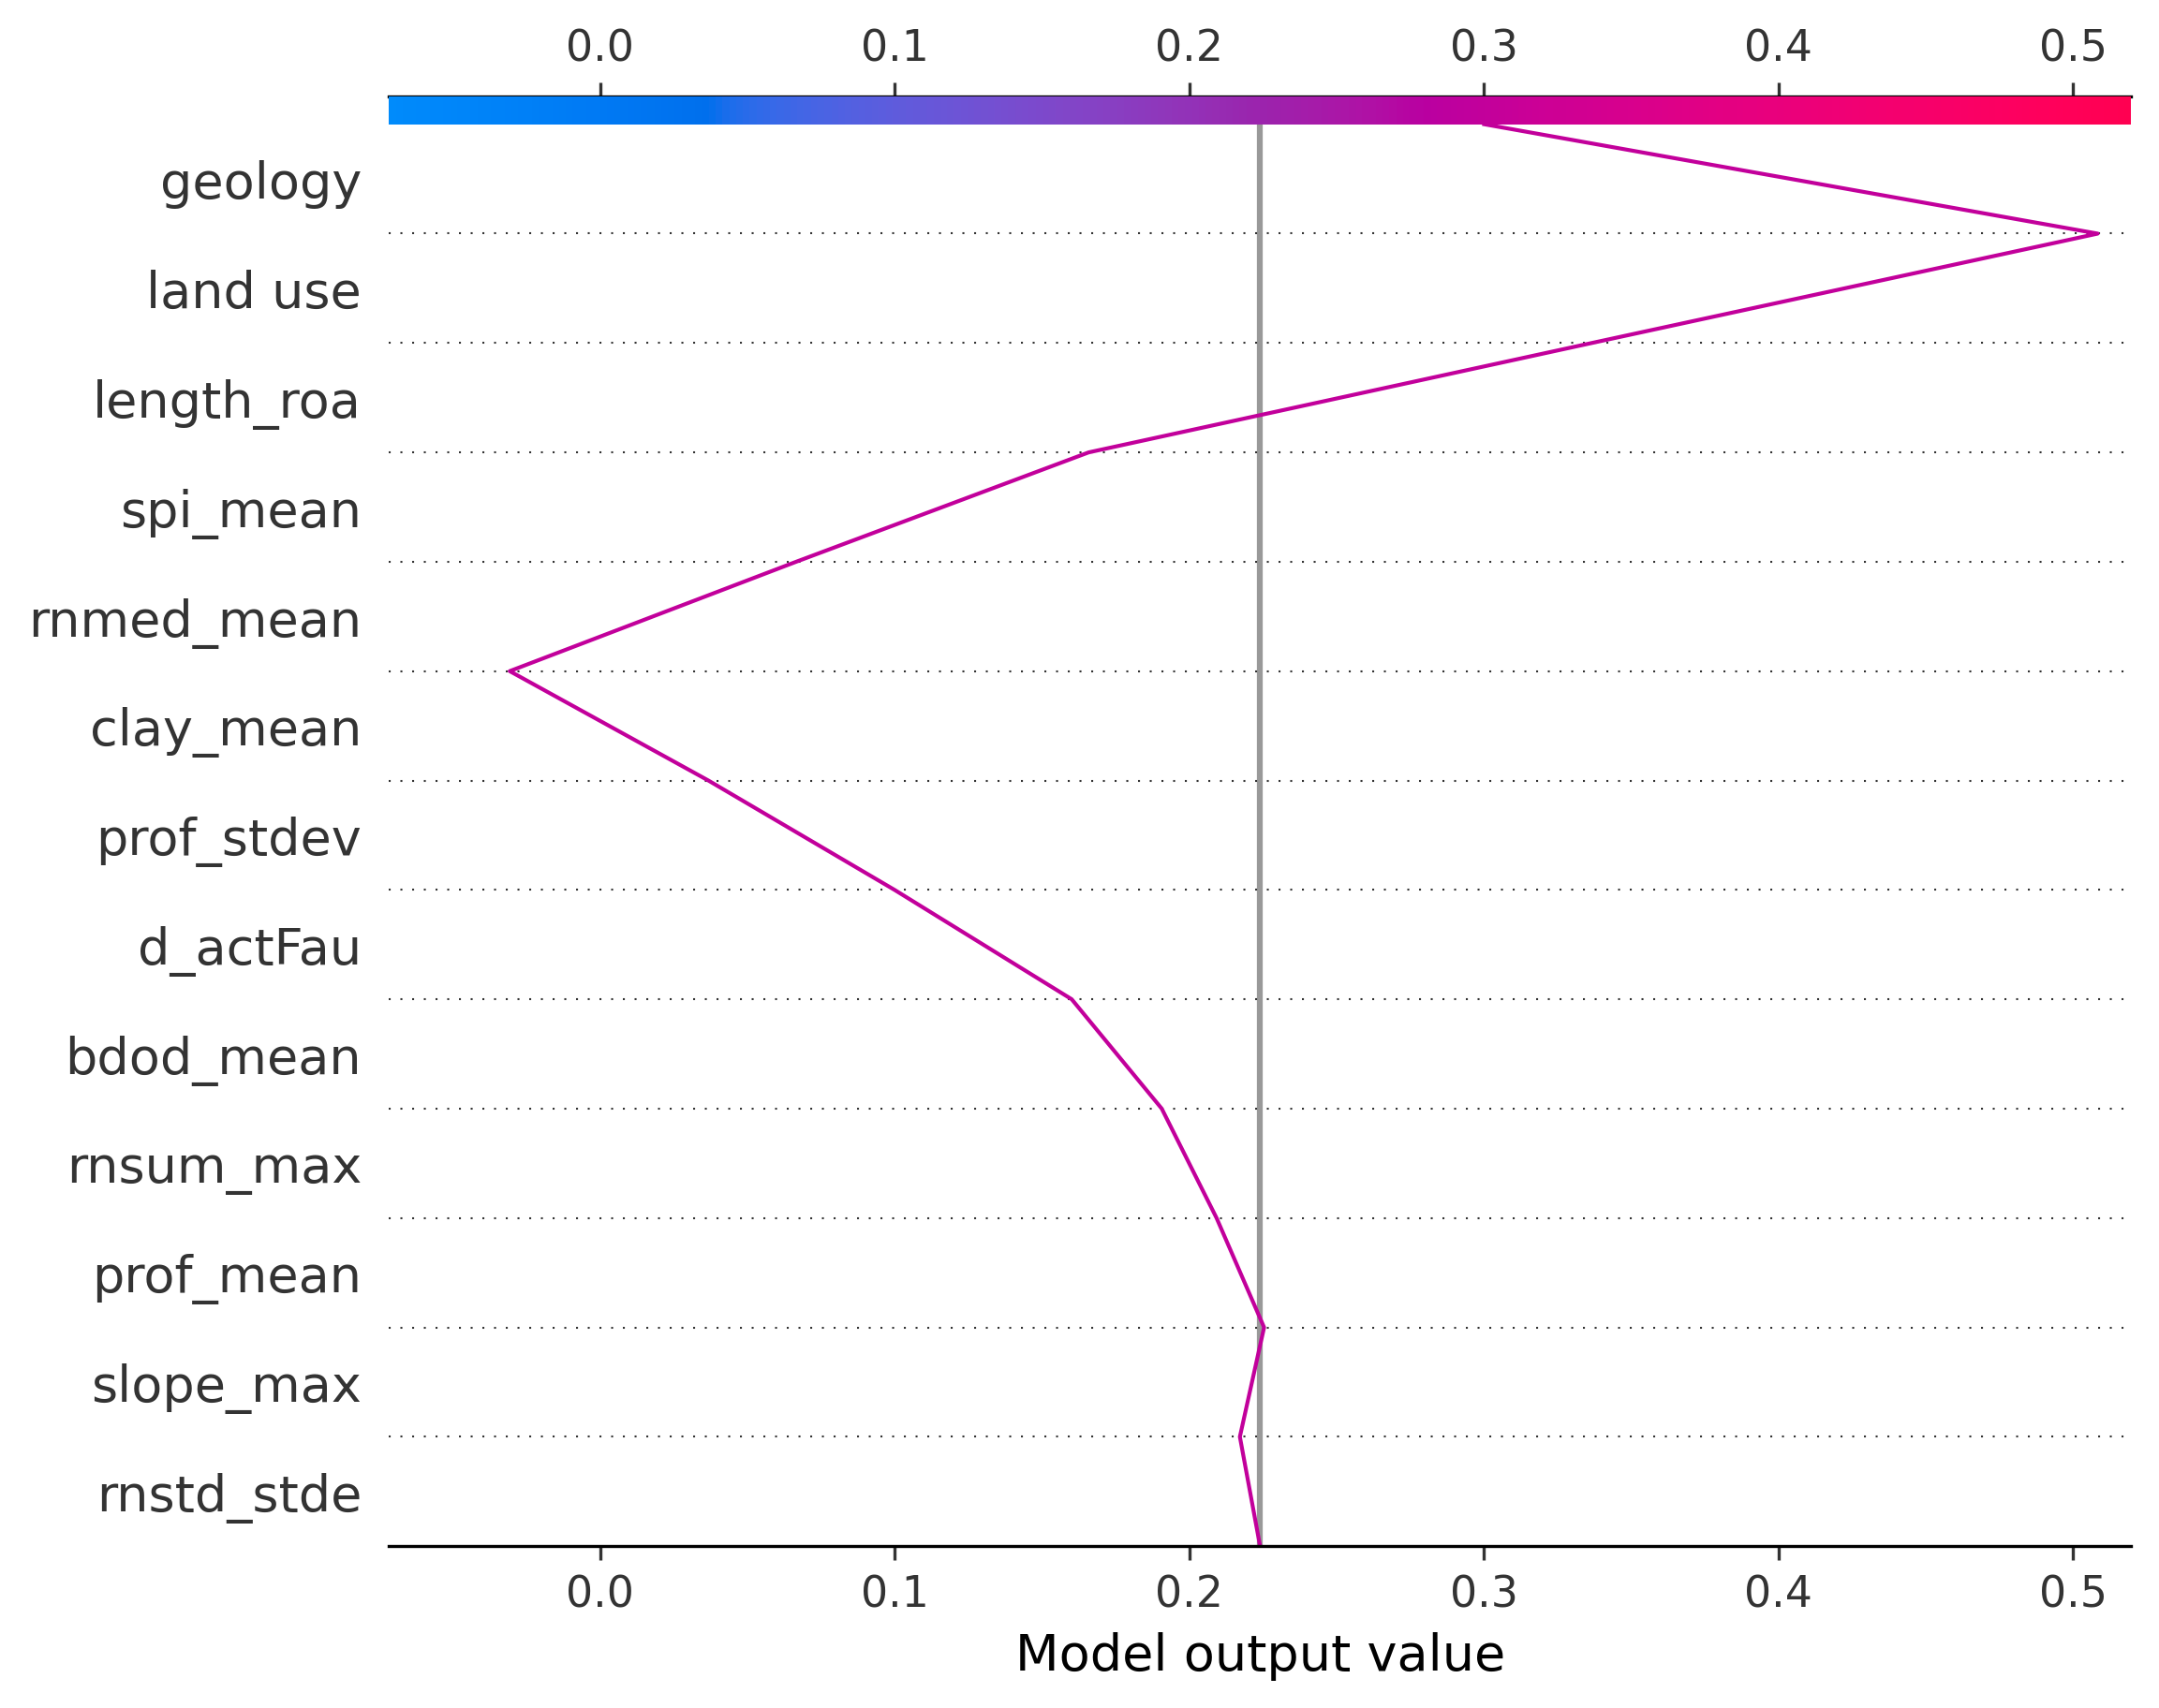 0.0 0.1 0.2 0.3 0.4 0.5
geology
land use
length_roa
spi_mean
rnmed_mean
clay_mean
prof_stdev
d_actFau
bdod_mean
rnsum_max
prof_mean
slope_max
rnstd_stde
0.0 0.1 0.2 0.3 0.4 0.5
Model output value